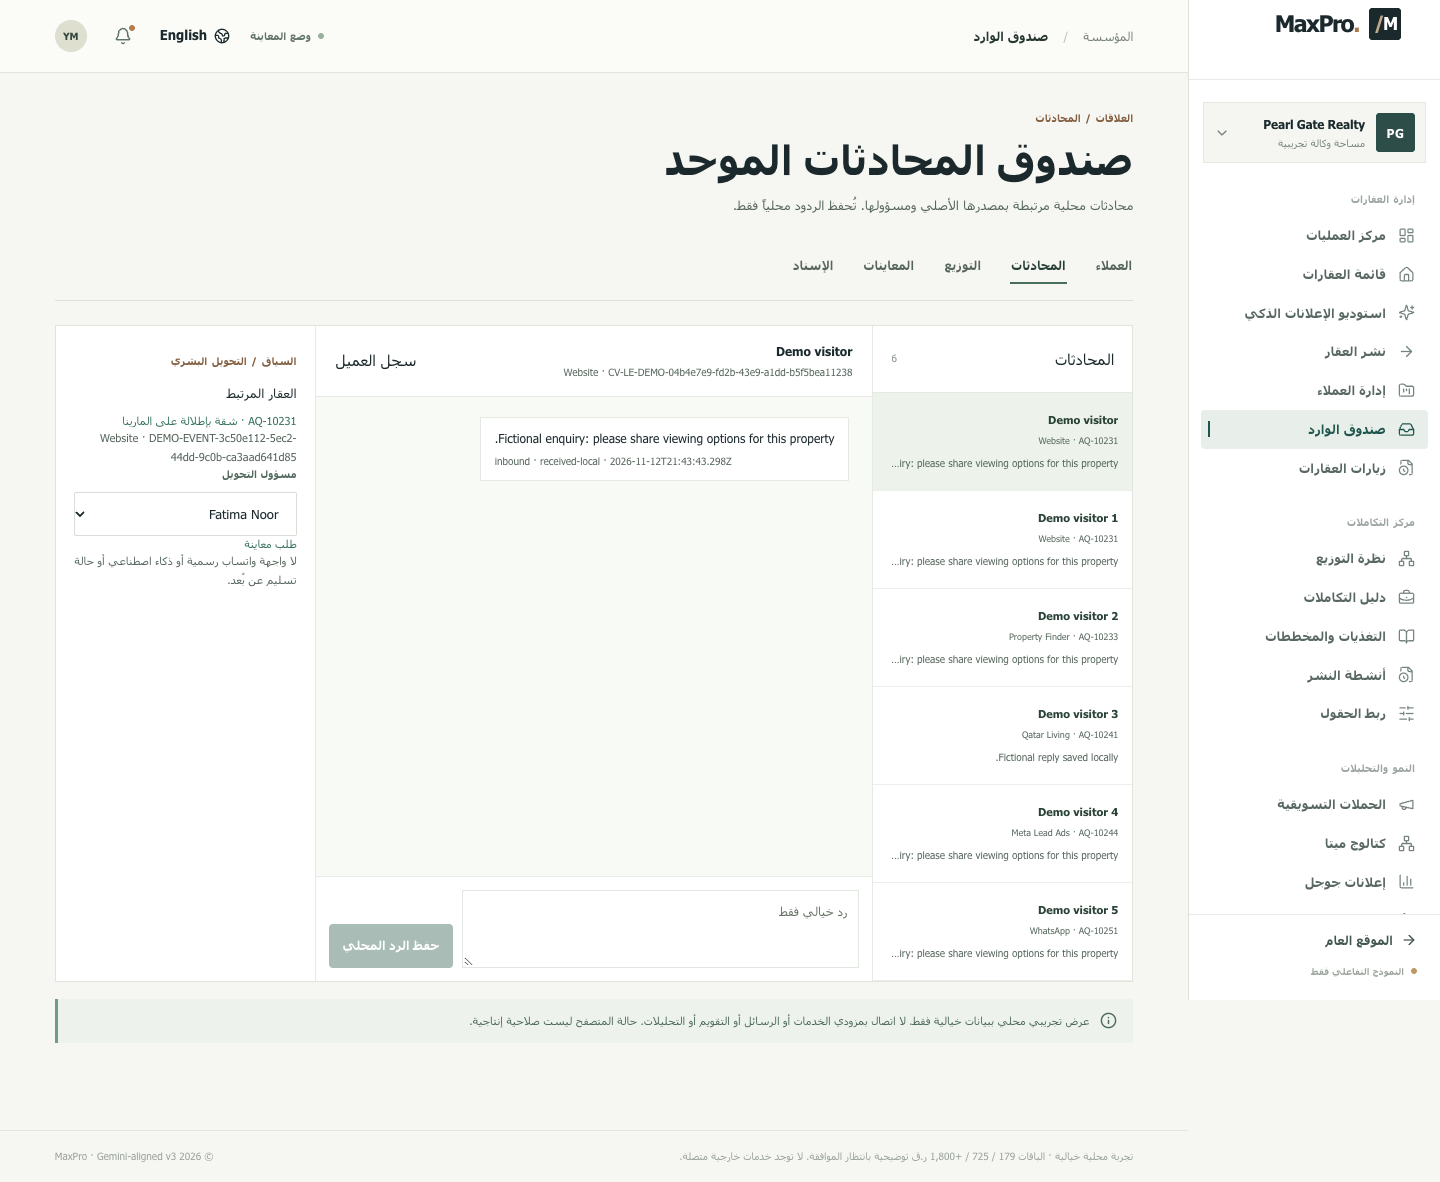 MaxPro.
/M
Pearl Gate Realty
مساحة وكالة تجريبية
PG
إدارة العقارات
مركز العمليات
قائمة العقارات
استوديو الإعلانات الذكي
نشر العقار
إدارة العملاء
صندوق الوارد
زيارات العقارات
مركز التكاملات
نظرة التوزيع
دليل التكاملات
التغذيات والمخططات
أنشطة النشر
ربط الحقول
النمو والتحليلات
الحملات التسويقية
كتالوج ميتا
إعلانات جوجل
الموقع العام
النموذج التفاعلي فقط
المؤسسة / صندوق الوارد
وضع المعاينة
English
YM
العلاقات / المحادثات
صندوق المحادثات الموحد
محادثات محلية مرتبطة بمصدرها الأصلي ومسؤولها. تُحفظ الردود محلياً فقط.
العملاء
المحادثات
التوزيع
المعاينات
الإسناد
المحادثات
6
Demo visitor
Website · AQ-10231
...iry: please share viewing options for this property
Demo visitor 1
Website · AQ-10231
...iry: please share viewing options for this property
Demo visitor 2
Property Finder · AQ-10233
...iry: please share viewing options for this property
Demo visitor 3
Qatar Living · AQ-10241
.Fictional reply saved locally
Demo visitor 4
Meta Lead Ads · AQ-10244
...iry: please share viewing options for this property
Demo visitor 5
WhatsApp · AQ-10251
...iry: please share viewing options for this property
Demo visitor
Website · CV-LE-DEMO-04b4e7e9-fd2b-43e9-a1dd-b5f5bea11238
سجل العميل
.Fictional enquiry: please share viewing options for this property
inbound · received-local · 2026-11-12T21:43:43.298Z
رد خيالي فقط
حفظ الرد المحلي
السياق / التحويل البشري
العقار المرتبط
AQ-10231 · شقة بإطلالة على المارينا
Website · DEMO-EVENT-3c50e112-5ec2-
44dd-9c0b-ca3aad641d85
مسؤول التحويل
Fatima Noor
طلب معاينة
لا واجهة واتساب رسمية أو ذكاء اصطناعي أو حالة
تسليم عن بُعد.
عرض تجريبي محلي ببيانات خيالية فقط. لا اتصال بمزودي الخدمات أو الرسائل أو التقويم أو التحليلات. حالة المتصفح ليست صلاحية إنتاجية.
تجربة محلية خيالية · الباقات 179 / 725 / +1,800 ر.ق توضيحية بانتظار الموافقة. لا توجد خدمات خارجية متصلة.
MaxPro · Gemini-aligned v3 2026 ©